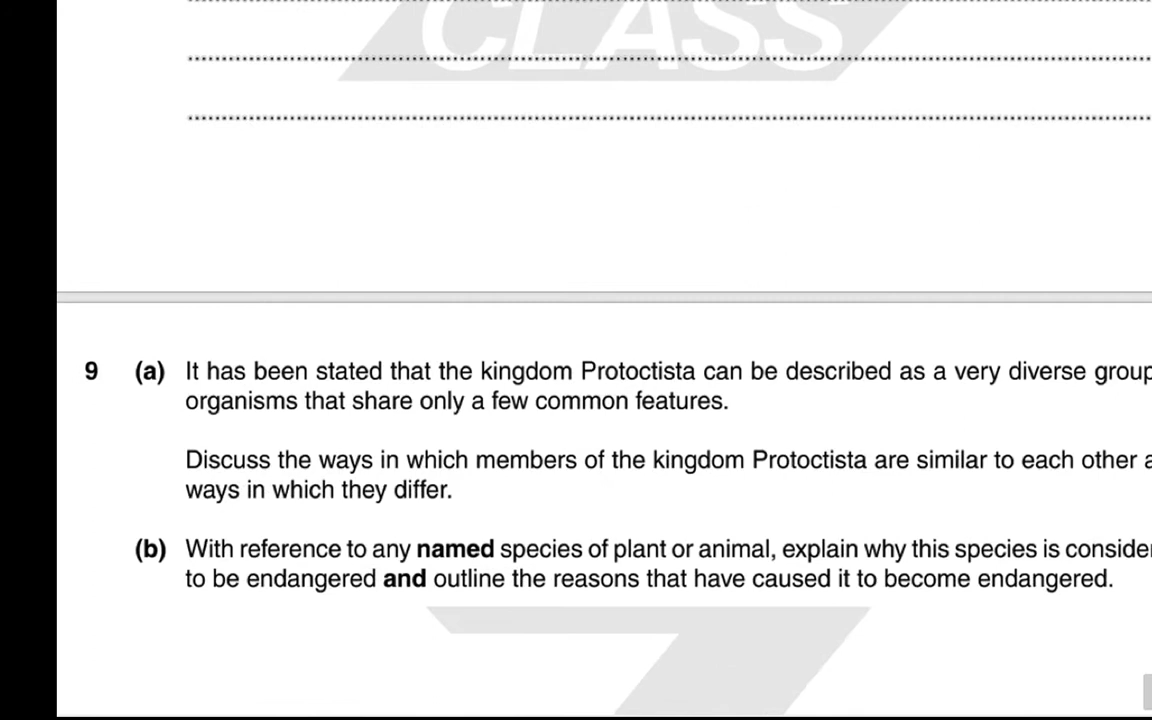 CLASS
9 (a) It has been stated that the kingdom Protoctista can be described as a very diverse group
organisms that share only a few common features.
Discuss the ways in which members of the kingdom Protoctista are similar to each other
ways in which they differ.
(b) With reference to any named species of plant or animal, explain why this species is
to be endangered and outline the reasons that have caused it to become endangered.